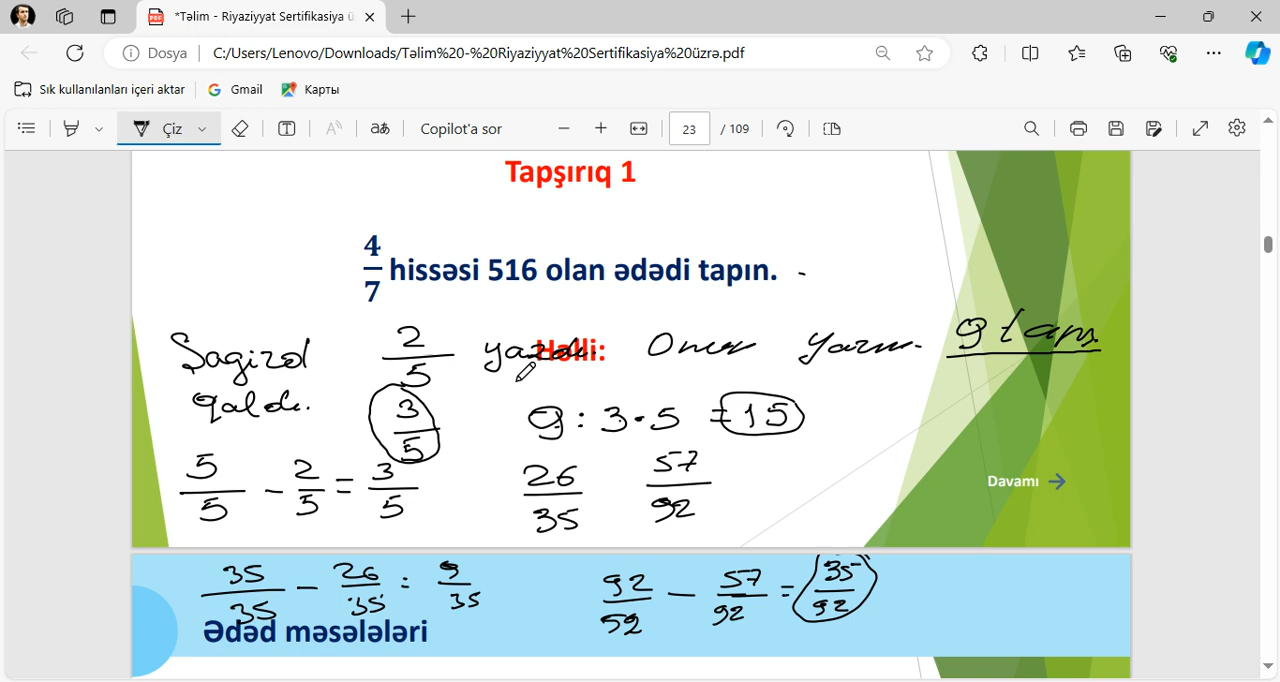 *Təlim - Riyaziyyat Sertifikasiya ü
Dosya
C:/Users/Lenovo/Downloads/Təlim%20-%20Riyaziyyat%20Sertifikasiya%20üzrə.pdf
Sık kullanılanları içeri aktar
Gmail
Карты
Çiz
Copilot'a sor
23 / 109
Tapşırıq 1
4/7 hissəsi 516 olan ədədi tapın.
Həlli:
2/5 9 tapş.
qaldı. 3/5 9 : 3 · 5 = 15
5/5 - 2/5 = 3/5 26/35 57/92
Davamı
35/35 - 26/35 = 9/35 92/92 - 57/92 = 35/92
Ədəd məsələləri